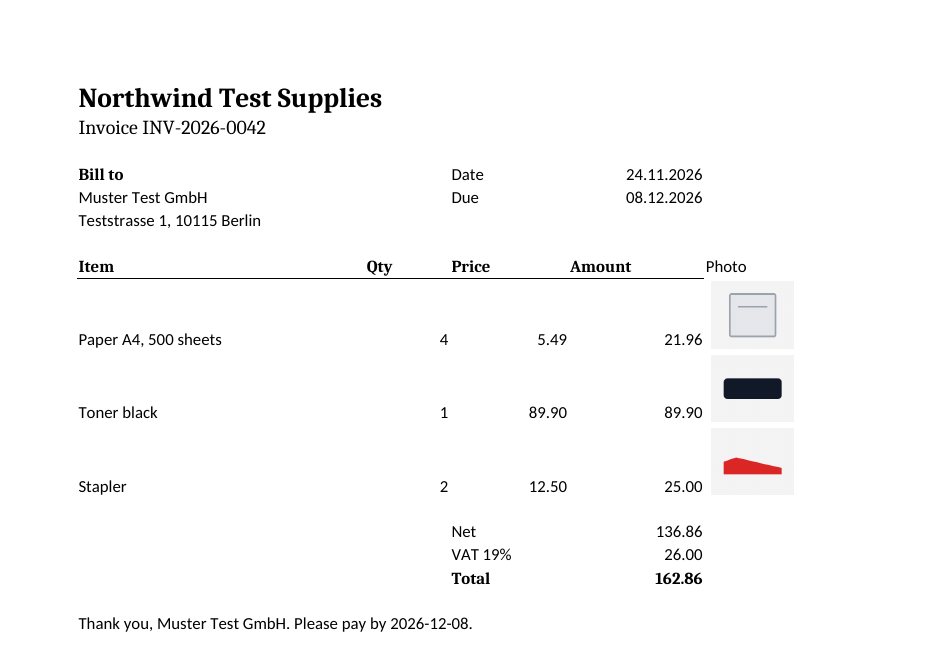 Northwind Test Supplies
Invoice INV-2026-0042
Bill to Date 24.11.2026
Muster Test GmbH Due 08.12.2026
Teststrasse 1, 10115 Berlin
Item Qty Price Amount Photo
Paper A4, 500 sheets 4 5.49 21.96
Toner black 1 89.90 89.90
Stapler 2 12.50 25.00
Net 136.86
VAT 19% 26.00
Total 162.86
Thank you, Muster Test GmbH. Please pay by 2026-12-08.